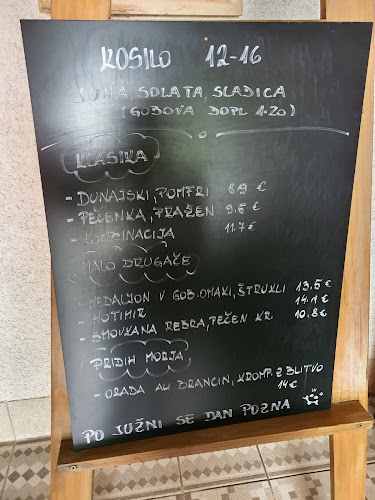 KOSILO 12-16
JUHA, SOLATA, SLADICA
(GOBOVA DOPL 1.20)
KLASIKA
- DUNAJSKI, POMFRI 8.9 €
- PEČENKA, PRAŽEN 9.5 €
- KOMBINACIJA 11.7 €
MALO DRUGAČE
- MEDALJON V GOB. OMAKI, ŠTRUKLI 13.5 €
- HOTIMIR 14.1 €
- SMOKVANA REBRA, PEČEN KR. 10.8 €
PRIDIH MORJA
- ORADA ALI BRANCIN, KROMP. Z BLITVO
14 €
PO JUŽNI SE DAN POZNA